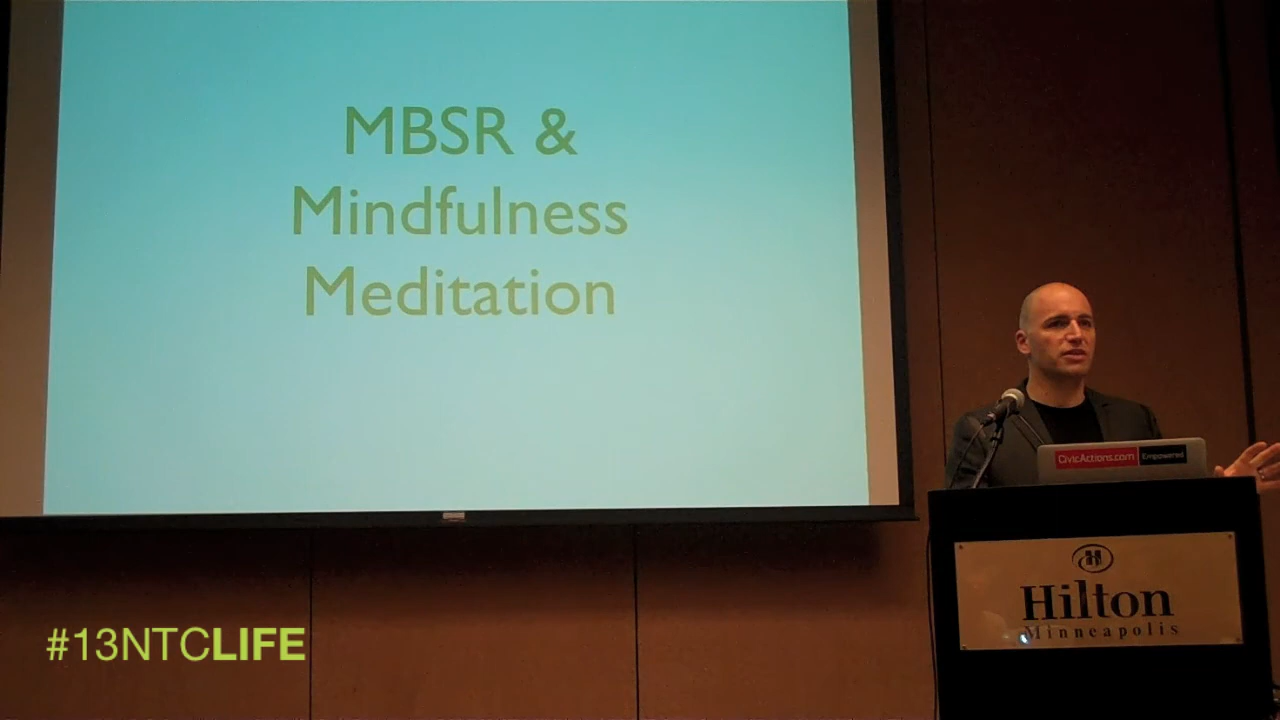 MBSR &
Mindfulness
Meditation
CivicActions.com Empowered
Hilton
Minneapolis
#13NTCLIFE